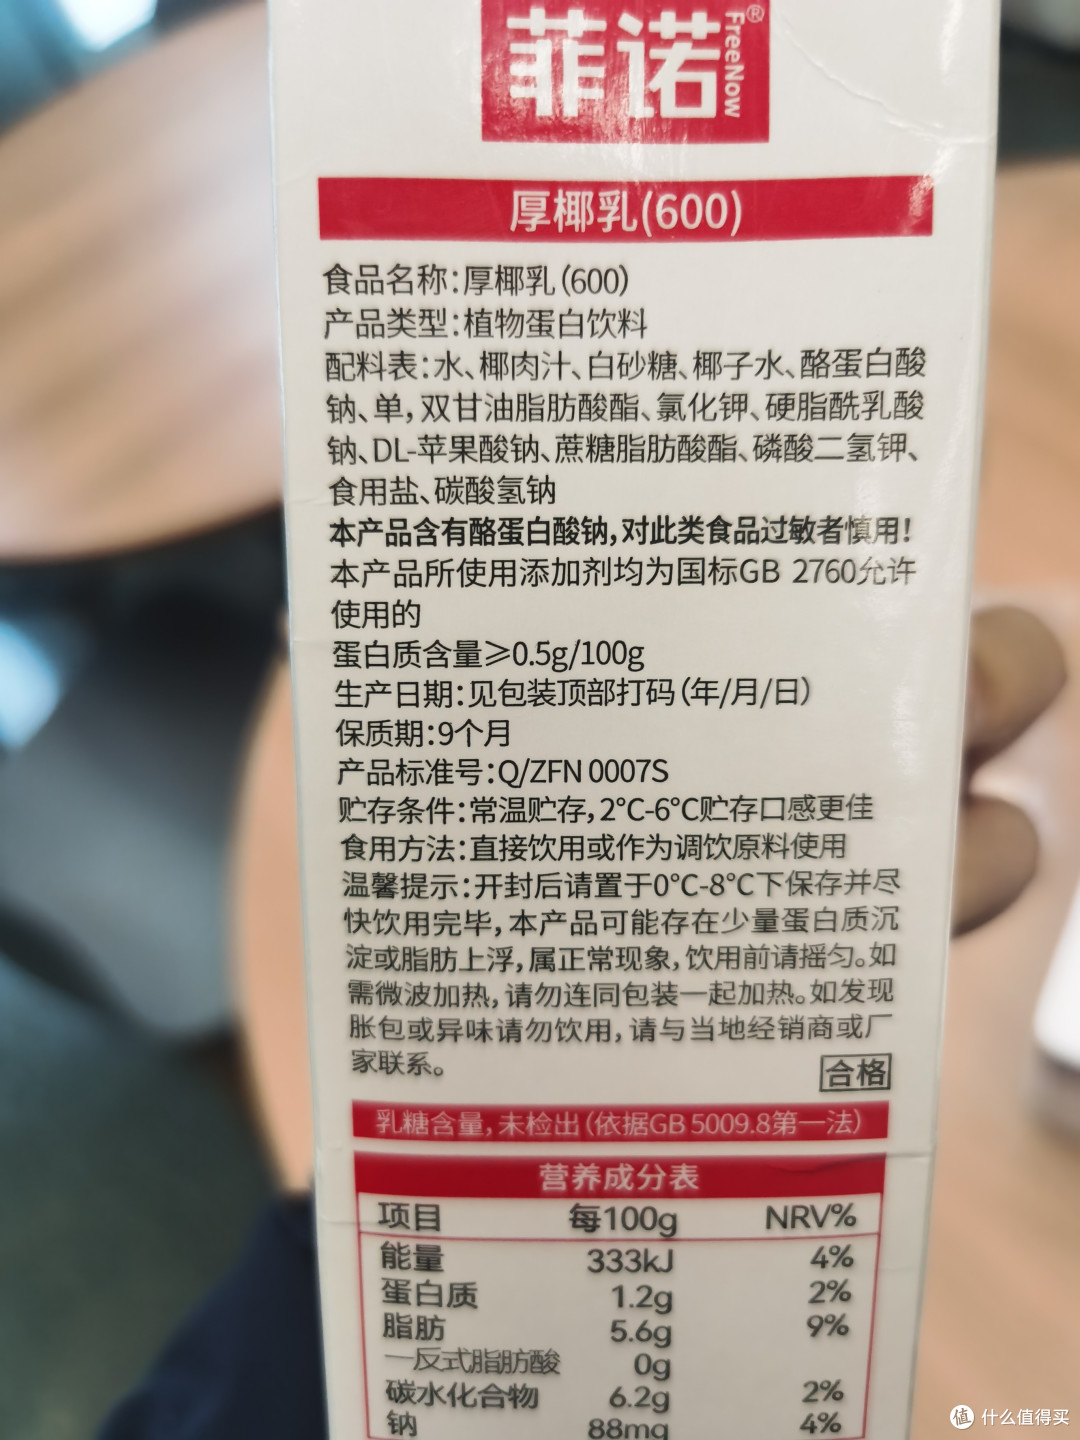 菲诺
FreeNow®
厚椰乳(600)
食品名称:厚椰乳(600)
产品类型:植物蛋白饮料
配料表:水、椰肉汁、白砂糖、椰子水、酪蛋白酸
钠、单,双甘油脂肪酸酯、氯化钾、硬脂酰乳酸
钠、DL-苹果酸钠、蔗糖脂肪酸酯、磷酸二氢钾、
食用盐、碳酸氢钠
本产品含有酪蛋白酸钠,对此类食品过敏者慎用!
本产品所使用添加剂均为国标GB 2760允许
使用的
蛋白质含量≥0.5g/100g
生产日期:见包装顶部打码(年/月/日)
保质期:9个月
产品标准号:Q/ZFN 0007S
贮存条件:常温贮存,2°C-6°C贮存口感更佳
食用方法:直接饮用或作为调饮原料使用
温馨提示:开封后请置于0°C-8°C下保存并尽
快饮用完毕,本产品可能存在少量蛋白质沉
淀或脂肪上浮,属正常现象,饮用前请摇匀。如
需微波加热,请勿连同包装一起加热。如发现
胀包或异味请勿饮用,请与当地经销商或厂
家联系。
合格
乳糖含量,未检出(依据GB 5009.8第一法)
营养成分表
项目 每100g NRV%
能量 333kJ 4%
蛋白质 1.2g 2%
脂肪 5.6g 9%
一反式脂肪酸 0g
碳水化合物 6.2g 2%
钠 88mg 4%
值 什么值得买